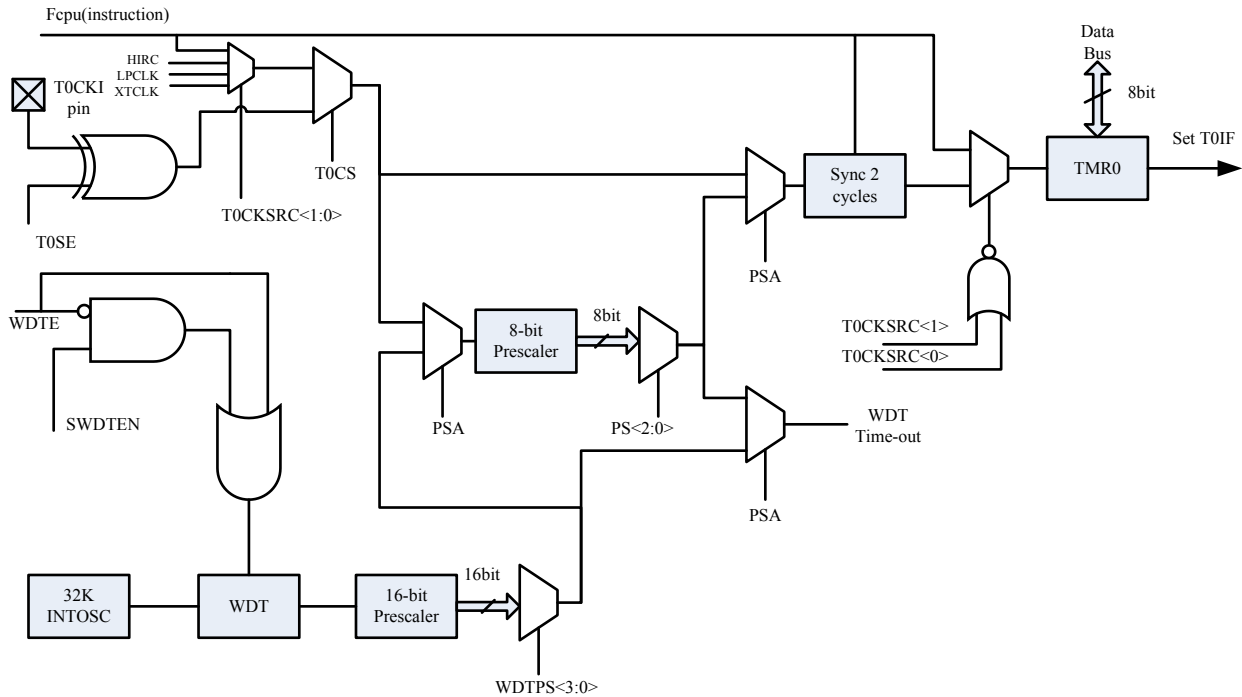 Fcpu(instruction)
HIRC
LPCLK
XTCLK
T0CKI
pin
T0CS
T0CKSRC<1:0>
T0SE
Data
Bus
8bit
Set T0IF
TMR0
Sync 2
cycles
PSA
T0CKSRC<1>
T0CKSRC<0>
WDTE
SWDTEN
8-bit
Prescaler
8bit
PSA
PS<2:0>
WDT
Time-out
PSA
32K
INTOSC
WDT
16-bit
Prescaler
16bit
WDTPS<3:0>